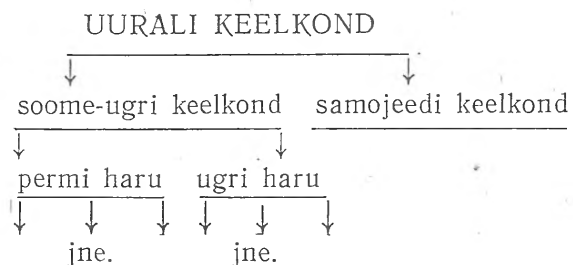 UURALI KEELKOND
soome-ugri keelkond samojeedi keelkond
permi haru ugri haru
jne. jne.